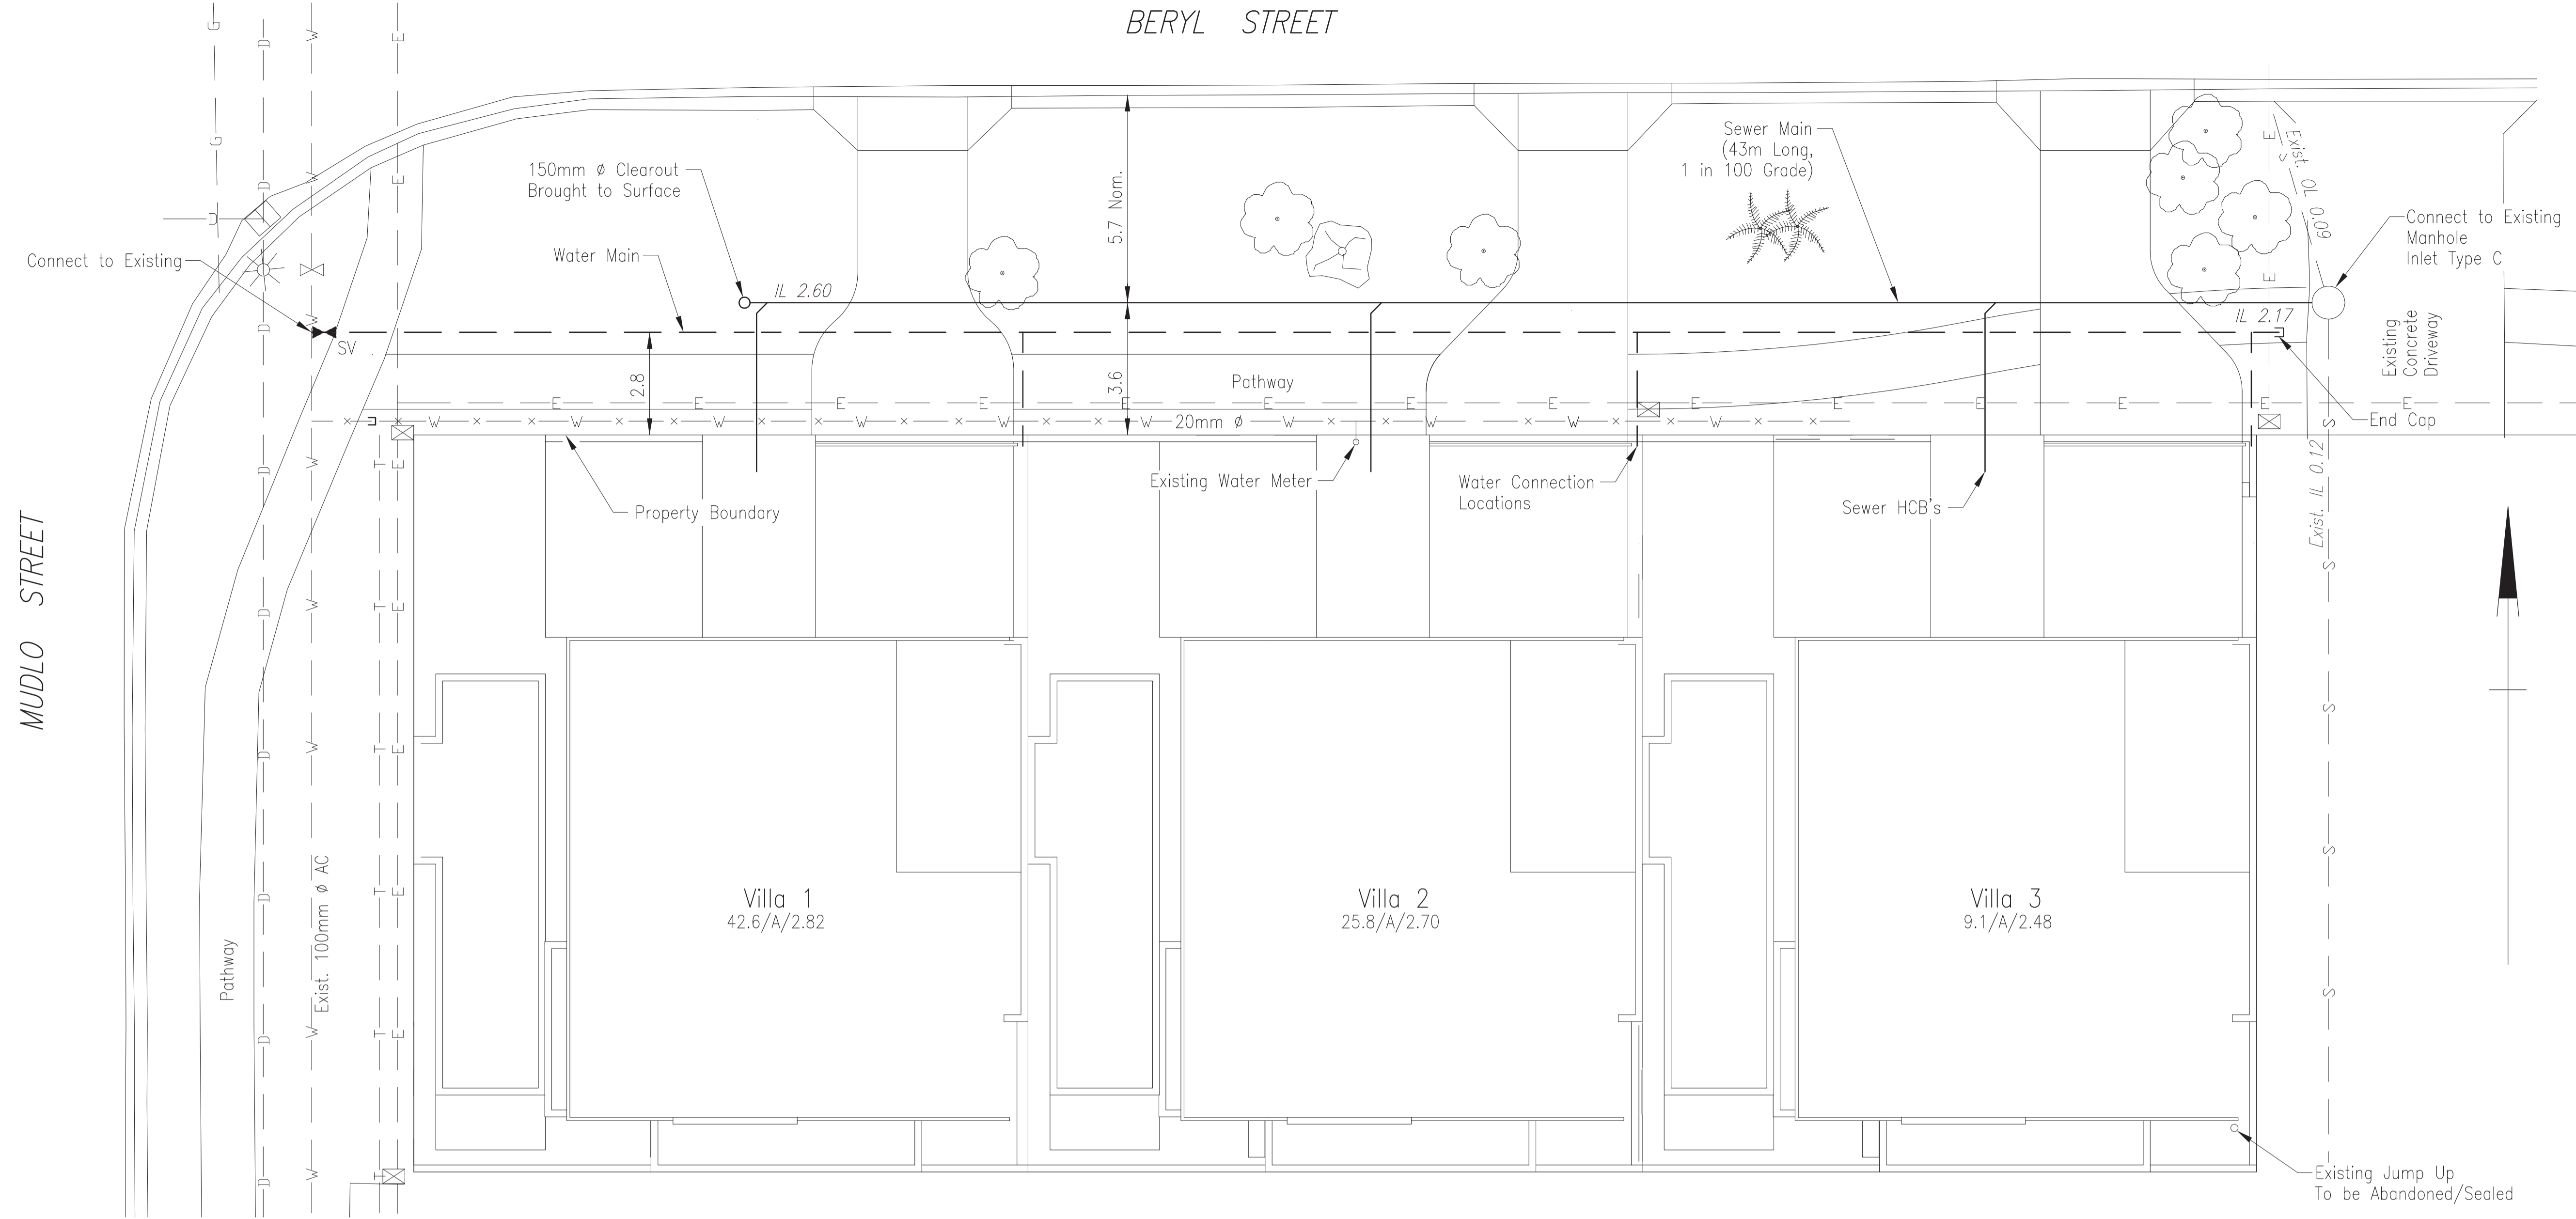 BERYL STREET
150mm ø Clearout
Brought to Surface
Sewer Main
(43m Long,
1 in 100 Grade)
5.7 Nom.
Exist. IL 0.09
Connect to Existing
Manhole
Inlet Type C
Water Main
Connect to Existing
IL 2.60
IL 2.17
SV
2.8
3.6
Pathway
Existing
Concrete
Driveway
20mm ø
End Cap
Existing Water Meter
Water Connection
Locations
Sewer HCB's
Property Boundary
Exist. IL 0.12
MUDLO STREET
Villa 1
42.6/A/2.82
Villa 2
25.8/A/2.70
Villa 3
9.1/A/2.48
Pathway
Exist. 100mm ø AC
Existing Jump Up
To be Abandoned/Sealed